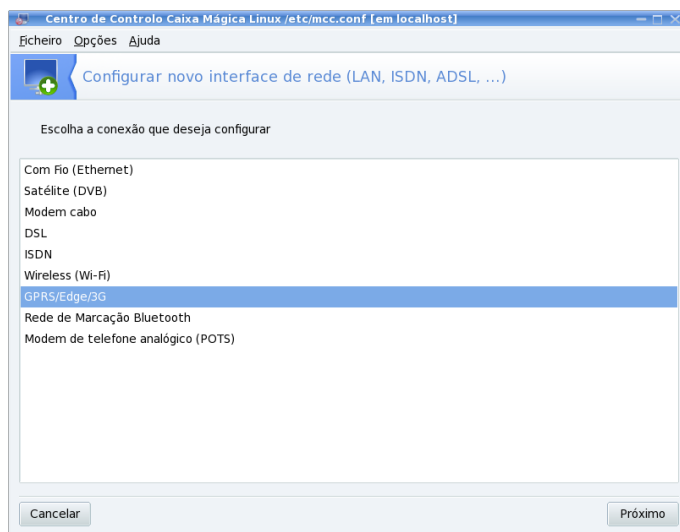 Centro de Controlo Caixa Mágica Linux /etc/mcc.conf [em localhost]
Ficheiro Opções Ajuda
Configurar novo interface de rede (LAN, ISDN, ADSL, ...)
Escolha a conexão que deseja configurar
Com Fio (Ethernet)
Satélite (DVB)
Modem cabo
DSL
ISDN
Wireless (Wi-Fi)
GPRS/Edge/3G
Rede de Marcação Bluetooth
Modem de telefone analógico (POTS)
Cancelar Próximo